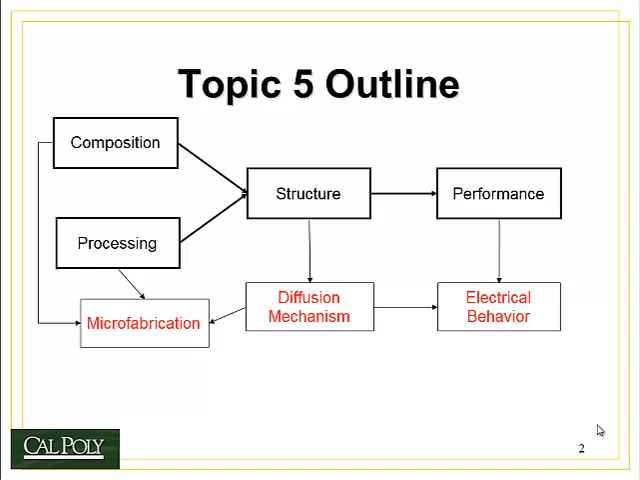 Topic 5 Outline
Composition
Structure
Performance
Processing
Diffusion
Mechanism
Electrical
Behavior
Microfabrication
CAL POLY
2